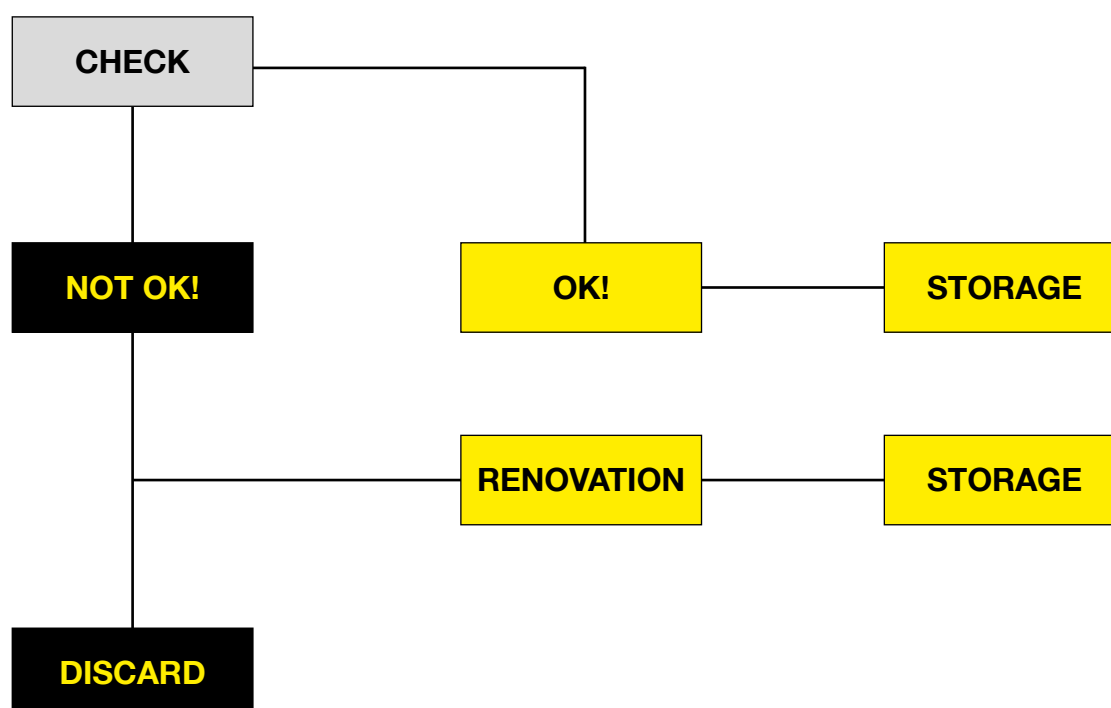 CHECK
NOT OK!
OK!
STORAGE
RENOVATION
STORAGE
DISCARD